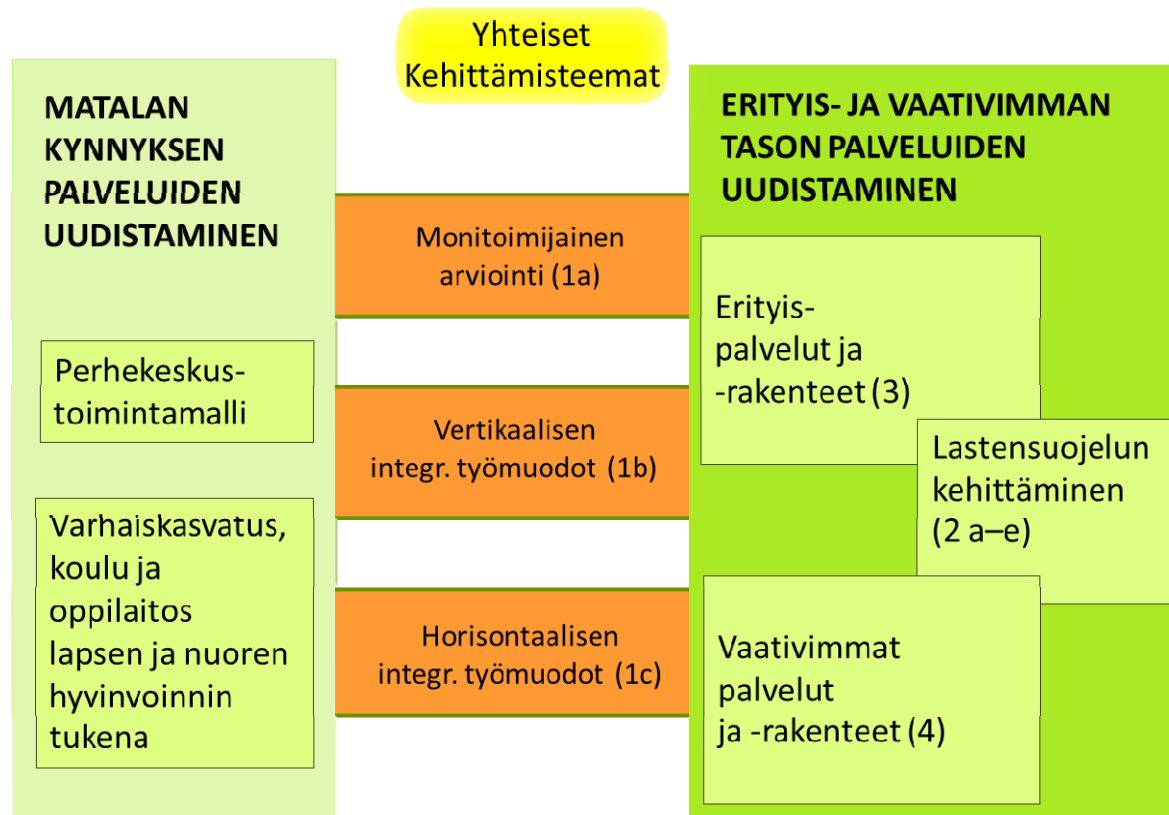 Yhteiset
Kehittämisteemat
MATALAN
KYNNYKSEN
PALVELUIDEN
UUDISTAMINEN
Perhekeskus-
toimintamalli
Varhaiskasvatus,
koulu ja
oppilaitos
lapsen ja nuoren
hyvinvoinnin
tukena
Monitoimijainen
arviointi (1a)
Vertikaalisen
integr. työmuodot (1b)
Horisontaalisen
integr. työmuodot (1c)
ERITYIS- JA VAATIVIMMAN
TASON PALVELUIDEN
UUDISTAMINEN
Erityis-
palvelut ja
-rakenteet (3)
Lastensuojelun
kehittäminen
(2 a–e)
Vaativimmat
palvelut
ja -rakenteet (4)